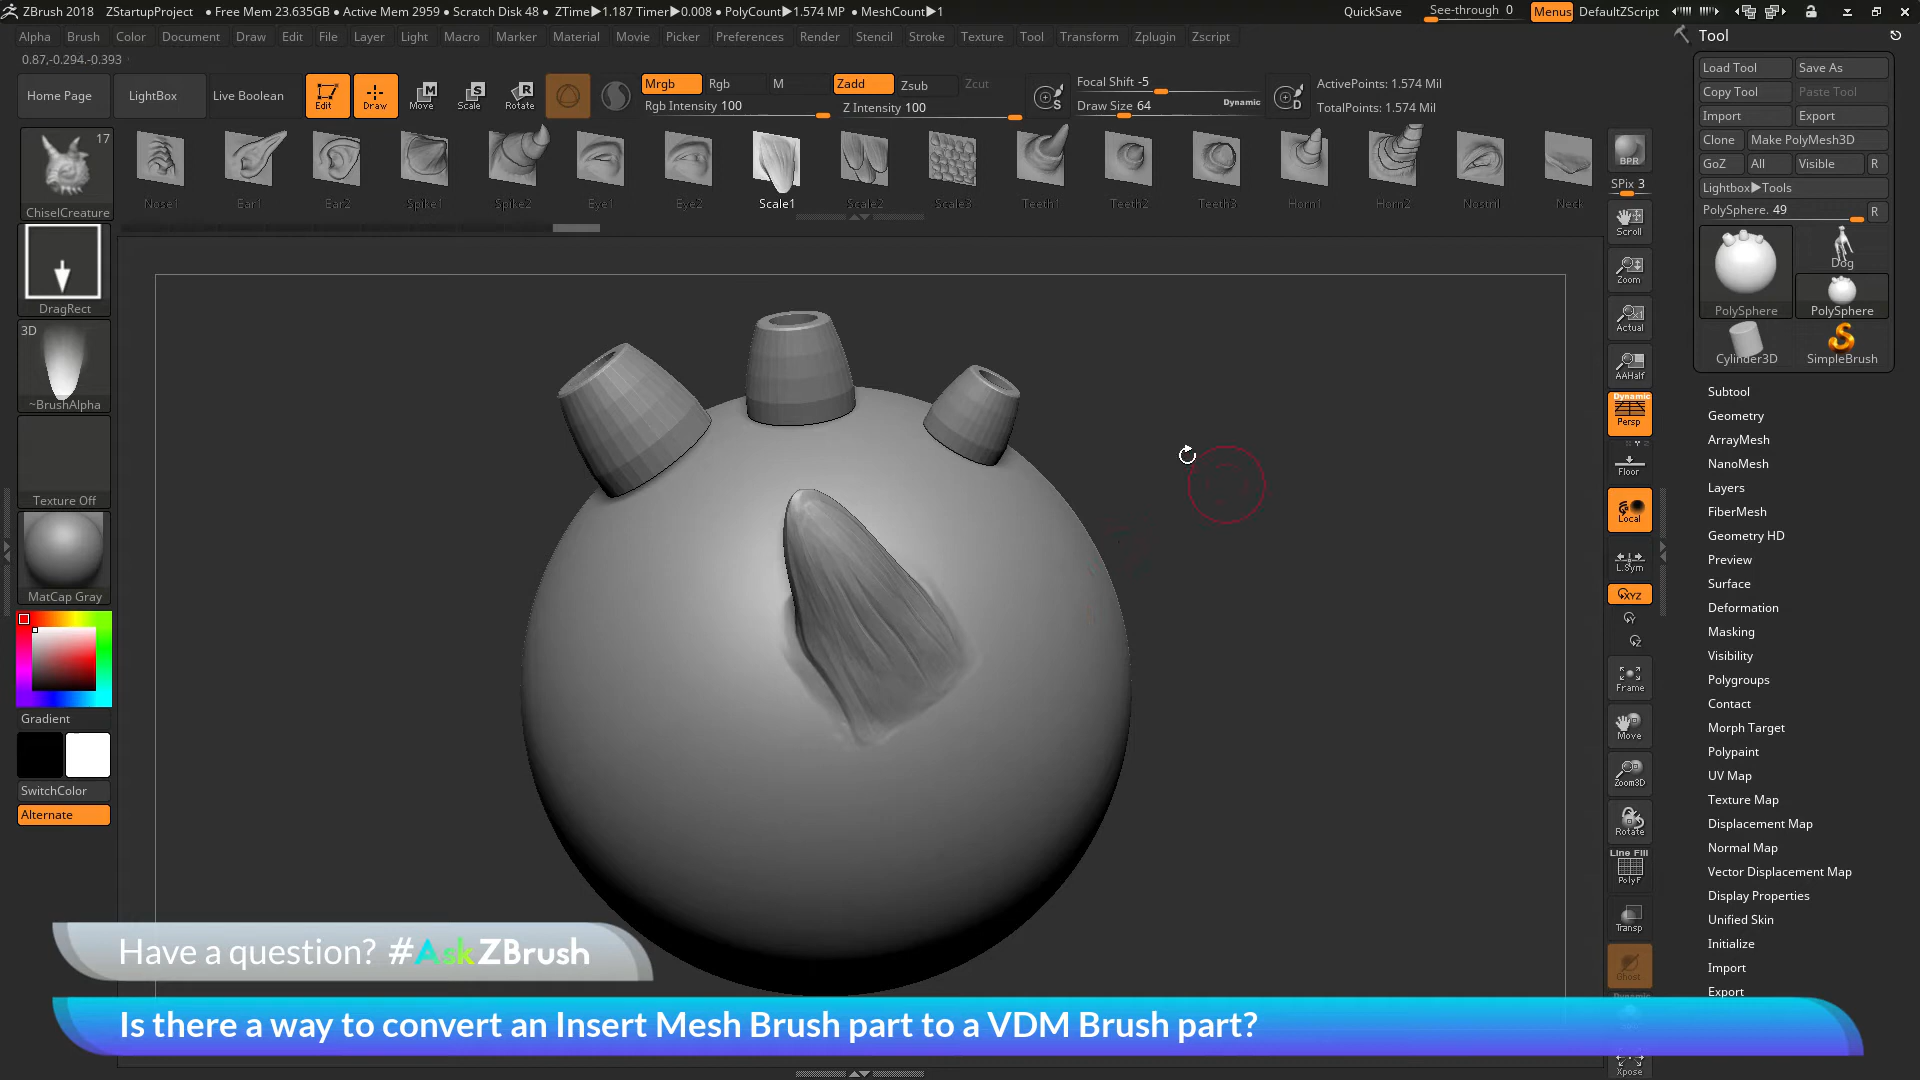 ZBrush 2018 ZStartupProject • Free Mem 23.635GB • Active Mem 2959 • Scratch Disk 48 • ZTime▶1.187 Timer▶0.008 • PolyCount▶1.574 MP • MeshCount▶1 QuickSave See-through 0 Menus DefaultZScript
Alpha Brush Color Document Draw Edit File Layer Light Macro Marker Material Movie Picker Preferences Render Stencil Stroke Texture Tool Transform Zplugin Zscript
0.87,-0.294,-0.393
Home Page LightBox Live Boolean Edit Draw Move Scale Rotate
Mrgb Rgb M Zadd Zsub Zcut
Rgb Intensity 100 Z Intensity 100
Focal Shift -5
Draw Size 64 Dynamic
ActivePoints: 1.574 Mil
TotalPoints: 1.574 Mil
17
ChiselCreature
Nose1 Ear1 Ear2 Spike1 Spike2 Eye1 Eye2 Scale1 Scale2 Scale3 Teeth1 Teeth2 Teeth3 Horn1 Horn2 Nostril Neck
DragRect
3D
~BrushAlpha
Texture Off
MatCap Gray
Gradient
SwitchColor
Alternate
BPR
SPix 3
Scroll
Zoom
Actual
AAHalf
Dynamic
Persp
Floor
Local
L.Sym
XYZ
Y
Z
Frame
Move
Zoom3D
Rotate
Line Fill
PolyF
Transp
Ghost
Dynamic
Xpose
Tool
Load Tool Save As
Copy Tool Paste Tool
Import Export
Clone Make PolyMesh3D
GoZ All Visible R
Lightbox▶Tools
PolySphere. 49 R
PolySphere
Dog
PolySphere
Cylinder3D SimpleBrush
Subtool
Geometry
ArrayMesh
NanoMesh
Layers
FiberMesh
Geometry HD
Preview
Surface
Deformation
Masking
Visibility
Polygroups
Contact
Morph Target
Polypaint
UV Map
Texture Map
Displacement Map
Normal Map
Vector Displacement Map
Display Properties
Unified Skin
Initialize
Import
Export
Have a question? #AskZBrush
Is there a way to convert an Insert Mesh Brush part to a VDM Brush part?